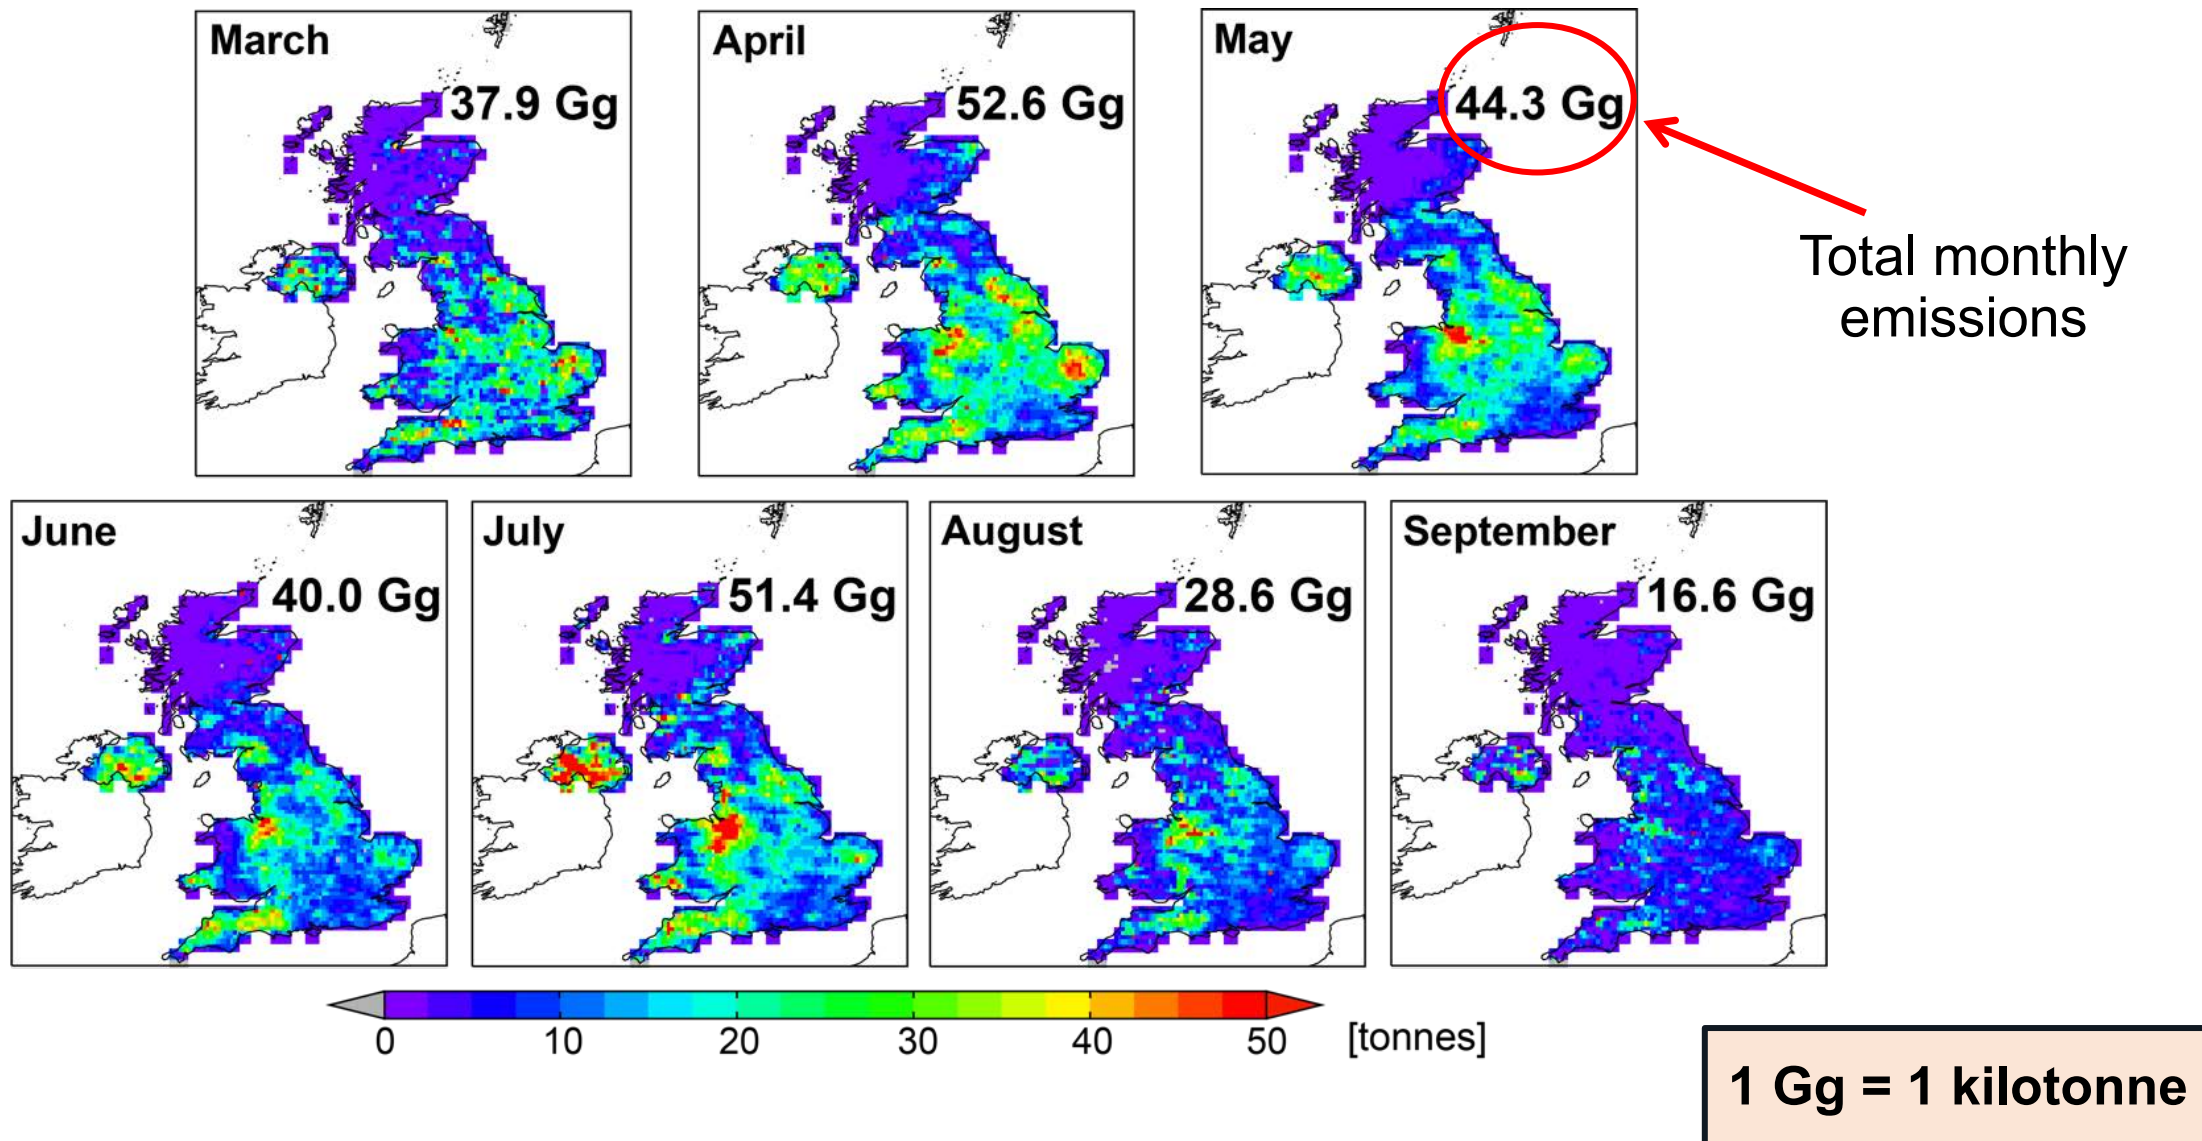 March
37.9 Gg
April
52.6 Gg
May
44.3 Gg
Total monthly
emissions
June
40.0 Gg
July
51.4 Gg
August
28.6 Gg
September
16.6 Gg
0 10 20 30 40 50 [tonnes]
1 Gg = 1 kilotonne